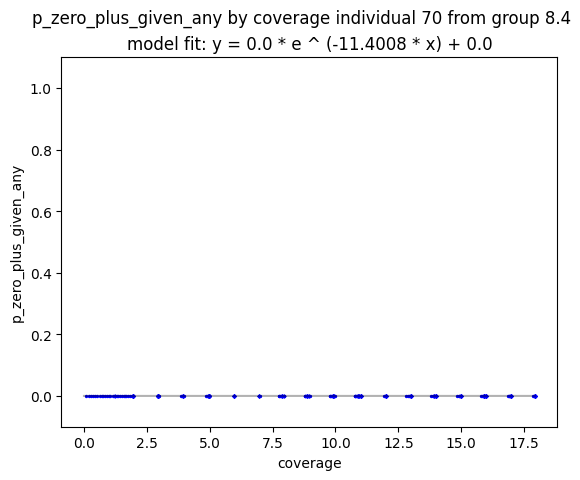 p_zero_plus_given_any by coverage individual 70 from group 8.4
model fit: y = 0.0 * e ^ (-11.4008 * x) + 0.0
p_zero_plus_given_any
1.0
0.8
0.6
0.4
0.2
0.0
0.0 2.5 5.0 7.5 10.0 12.5 15.0 17.5
coverage